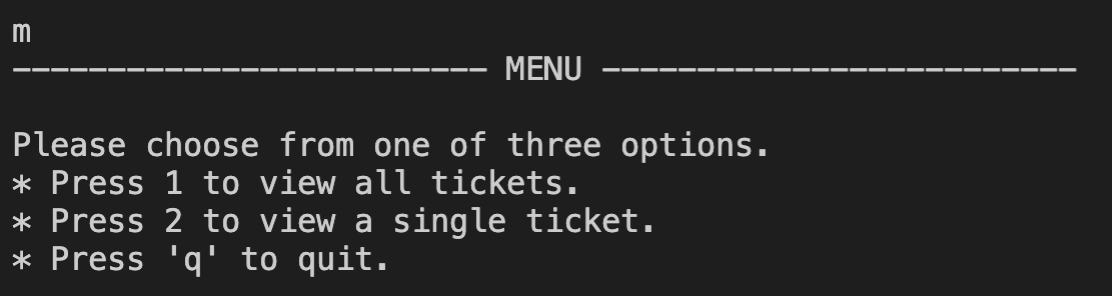 m
------------------------- MENU -------------------------
Please choose from one of three options.
* Press 1 to view all tickets.
* Press 2 to view a single ticket.
* Press 'q' to quit.